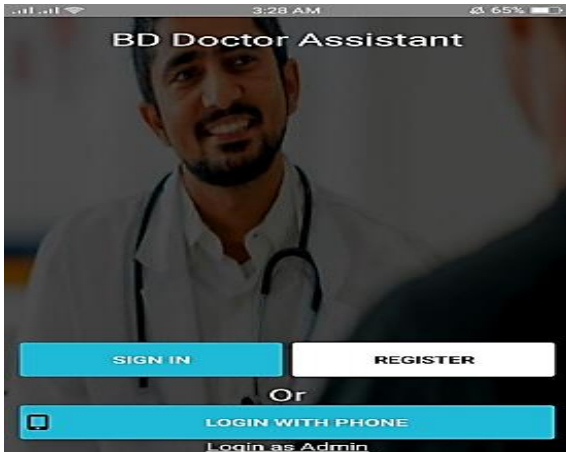 3:28 AM 65%
BD Doctor Assistant
SIGN IN REGISTER
Or
LOGIN WITH PHONE
Login as Admin